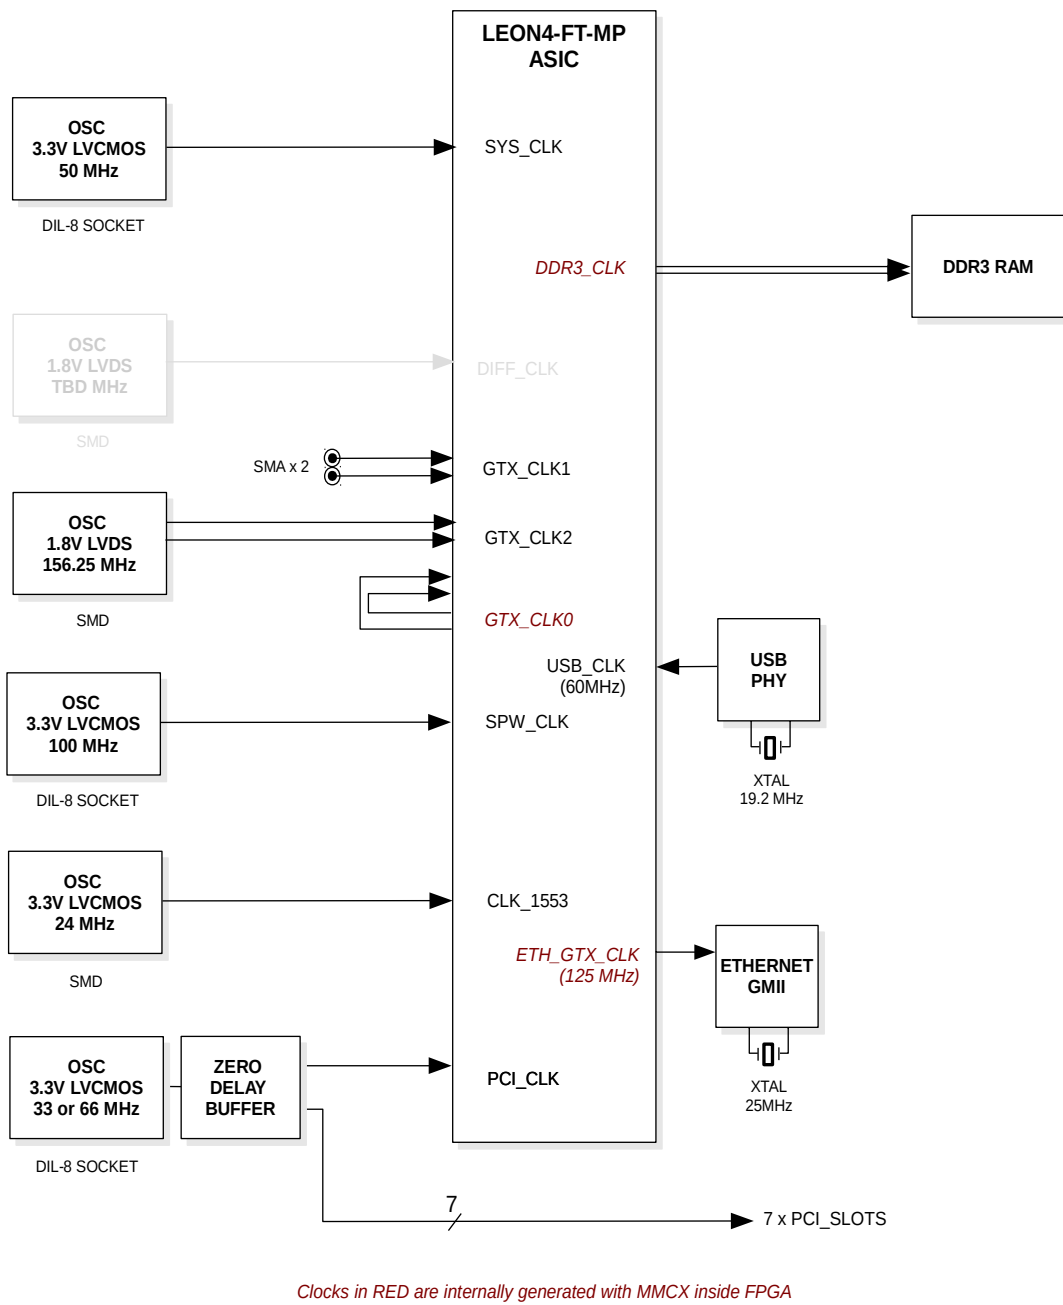 LEON4-FT-MP
ASIC
OSC
3.3V LVCMOS
50 MHz
DIL-8 SOCKET
SYS_CLK
DDR3_CLK
DDR3 RAM
OSC
1.8V LVDS
TBD MHz
SMD
DIFF_CLK
SMA x 2
GTX_CLK1
OSC
1.8V LVDS
156.25 MHz
SMD
GTX_CLK2
GTX_CLK0
USB_CLK
(60MHz)
USB
PHY
XTAL
19.2 MHz
OSC
3.3V LVCMOS
100 MHz
DIL-8 SOCKET
SPW_CLK
OSC
3.3V LVCMOS
24 MHz
SMD
CLK_1553
ETH_GTX_CLK
(125 MHz)
ETHERNET
GMII
XTAL
25MHz
OSC
3.3V LVCMOS
33 or 66 MHz
DIL-8 SOCKET
ZERO
DELAY
BUFFER
PCI_CLK
7
7 x PCI_SLOTS
Clocks in RED are internally generated with MMCX inside FPGA